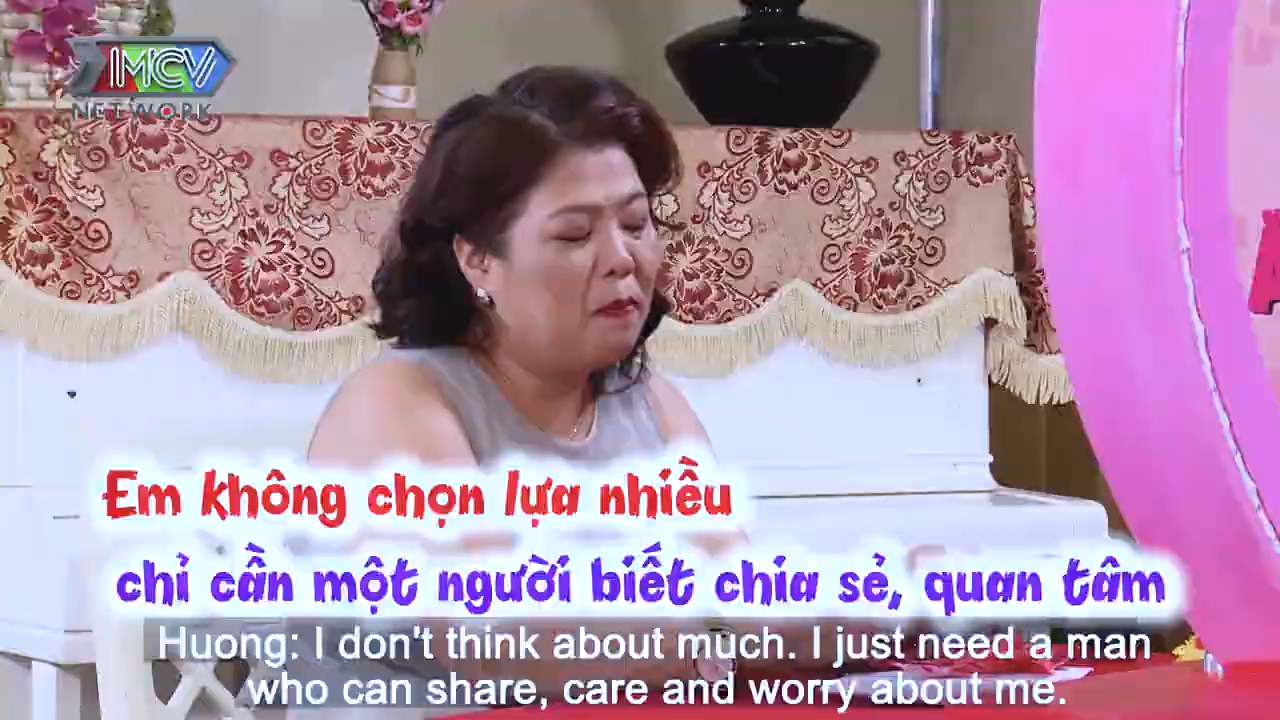 MCV
NETWORK
Em không chọn lựa nhiều
chỉ cần một người biết chia sẻ, quan tâm
Huong: I don't think about much. I just need a man
who can share, care and worry about me.